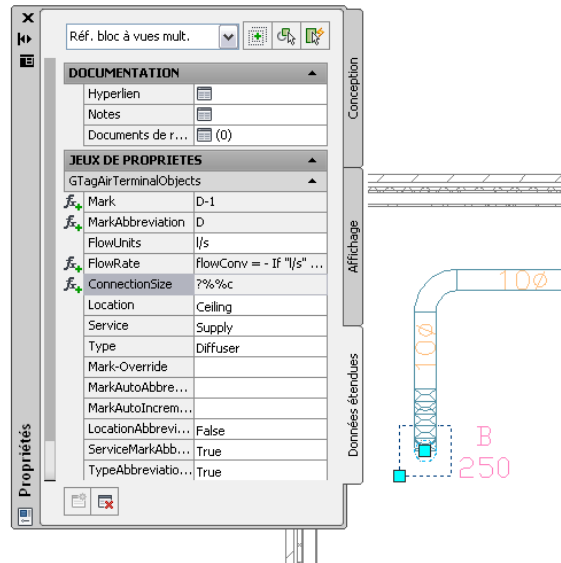 Réf. bloc à vues mult.
DOCUMENTATION
Hyperlien
Notes
Documents de r... (0)
JEUX DE PROPRIETES
GTagAirTerminalObjects
Mark D-1
MarkAbbreviation D
FlowUnits l/s
FlowRate flowConv = - If "l/s" ...
ConnectionSize ?%%c
Location Ceiling
Service Supply
Type Diffuser
Mark-Override
MarkAutoAbbre...
MarkAutoIncrem...
LocationAbbrevi... False
ServiceMarkAbb... True
TypeAbbreviatio... True
Conception
Affichage
Données étendues
Propriétés
10ø
10ø
B
250